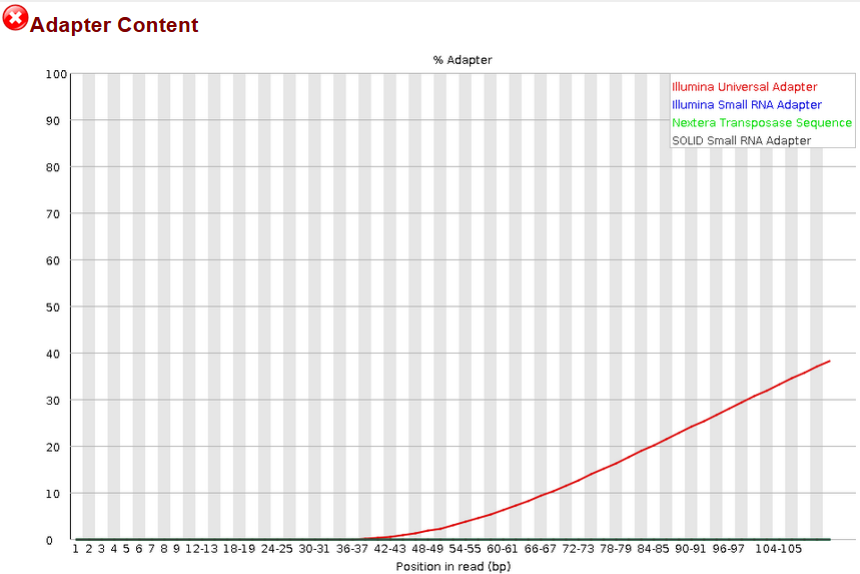 Adapter Content
% Adapter
Illumina Universal Adapter
Illumina Small RNA Adapter
Nextera Transposase Sequence
SOLID Small RNA Adapter
100
90
80
70
60
50
40
30
20
10
0
1 2 3 4 5 6 7 8 9 12-13 18-19 24-25 30-31 36-37 42-43 48-49 54-55 60-61 66-67 72-73 78-79 84-85 90-91 96-97 104-105
Position in read (bp)